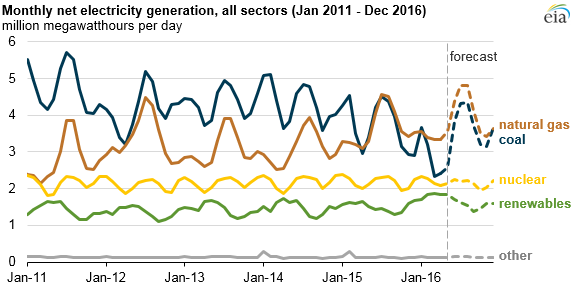 Monthly net electricity generation, all sectors (Jan 2011 - Dec 2016)
million megawatthours per day
eia
6
forecast
5
4
natural gas
coal
3
nuclear
2
renewables
1
other
0
Jan-11 Jan-12 Jan-13 Jan-14 Jan-15 Jan-16